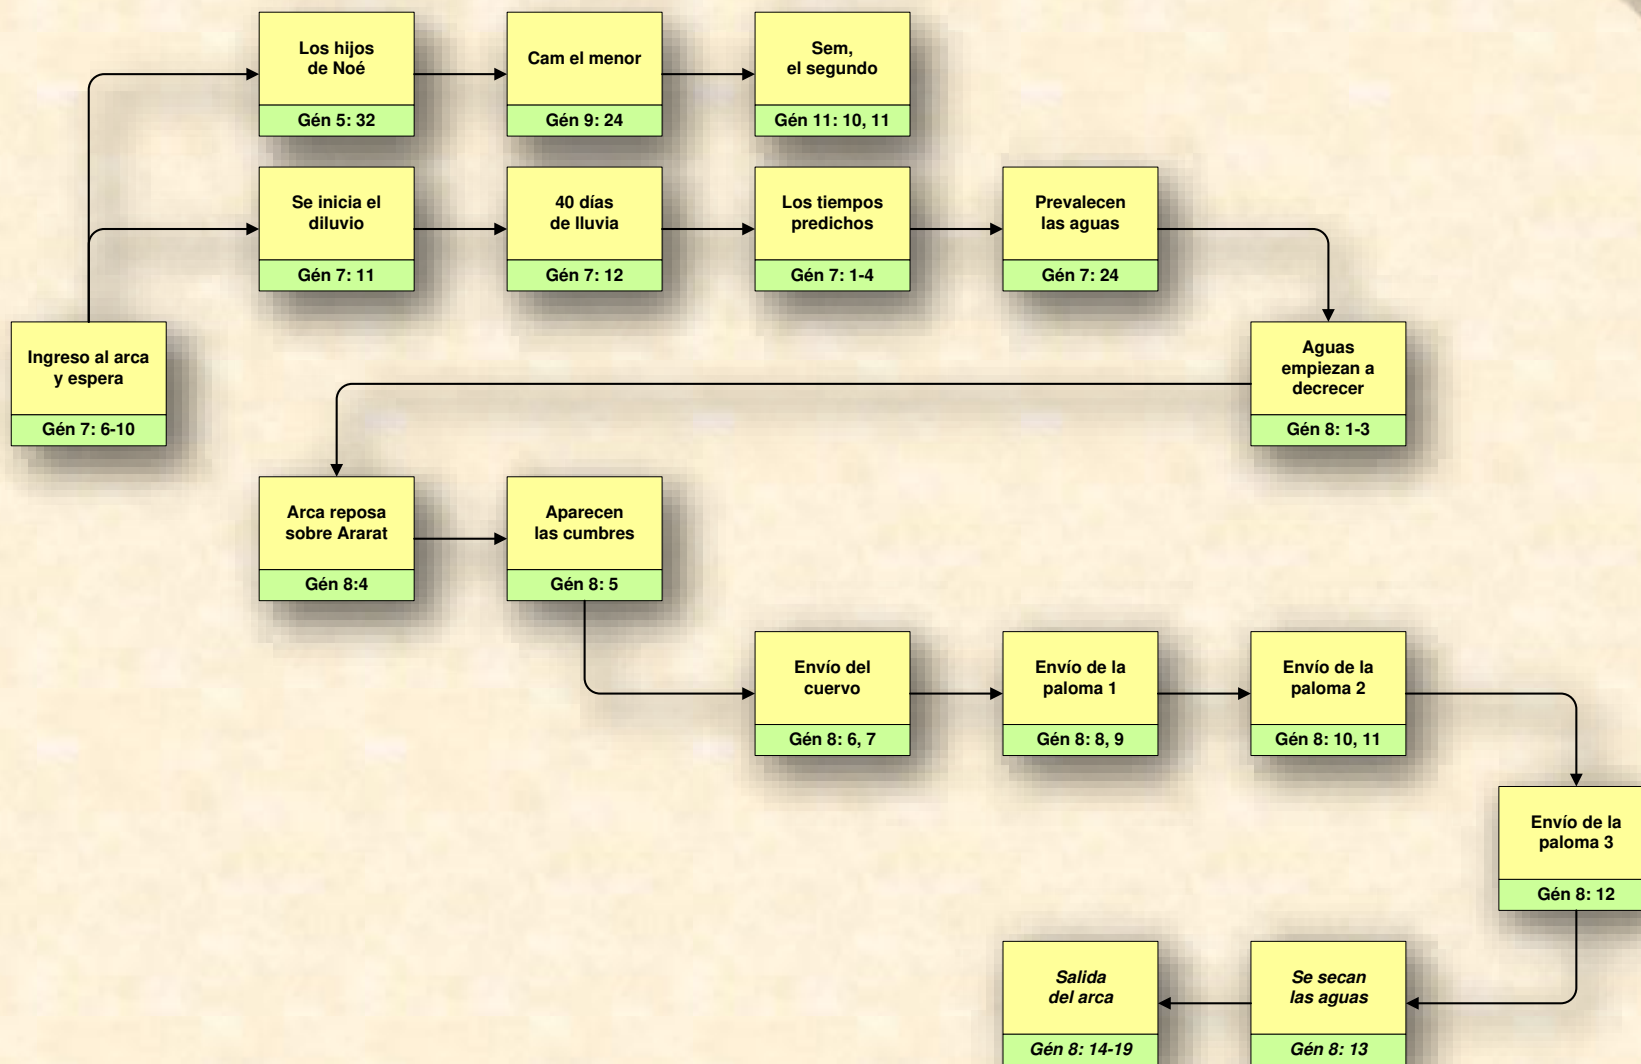 Los hijos
de Noé
Gén 5: 32
Cam el menor
Gén 9: 24
Sem,
el segundo
Gén 11: 10, 11
Se inicia el
diluvio
Gén 7: 11
40 días
de lluvia
Gén 7: 12
Los tiempos
predichos
Gén 7: 1-4
Prevalecen
las aguas
Gén 7: 24
Ingreso al arca
y espera
Gén 7: 6-10
Aguas
empiezan a
decrecer
Gén 8: 1-3
Arca reposa
sobre Ararat
Gén 8:4
Aparecen
las cumbres
Gén 8: 5
Envío del
cuervo
Gén 8: 6, 7
Envío de la
paloma 1
Gén 8: 8, 9
Envío de la
paloma 2
Gén 8: 10, 11
Envío de la
paloma 3
Gén 8: 12
Salida
del arca
Gén 8: 14-19
Se secan
las aguas
Gén 8: 13